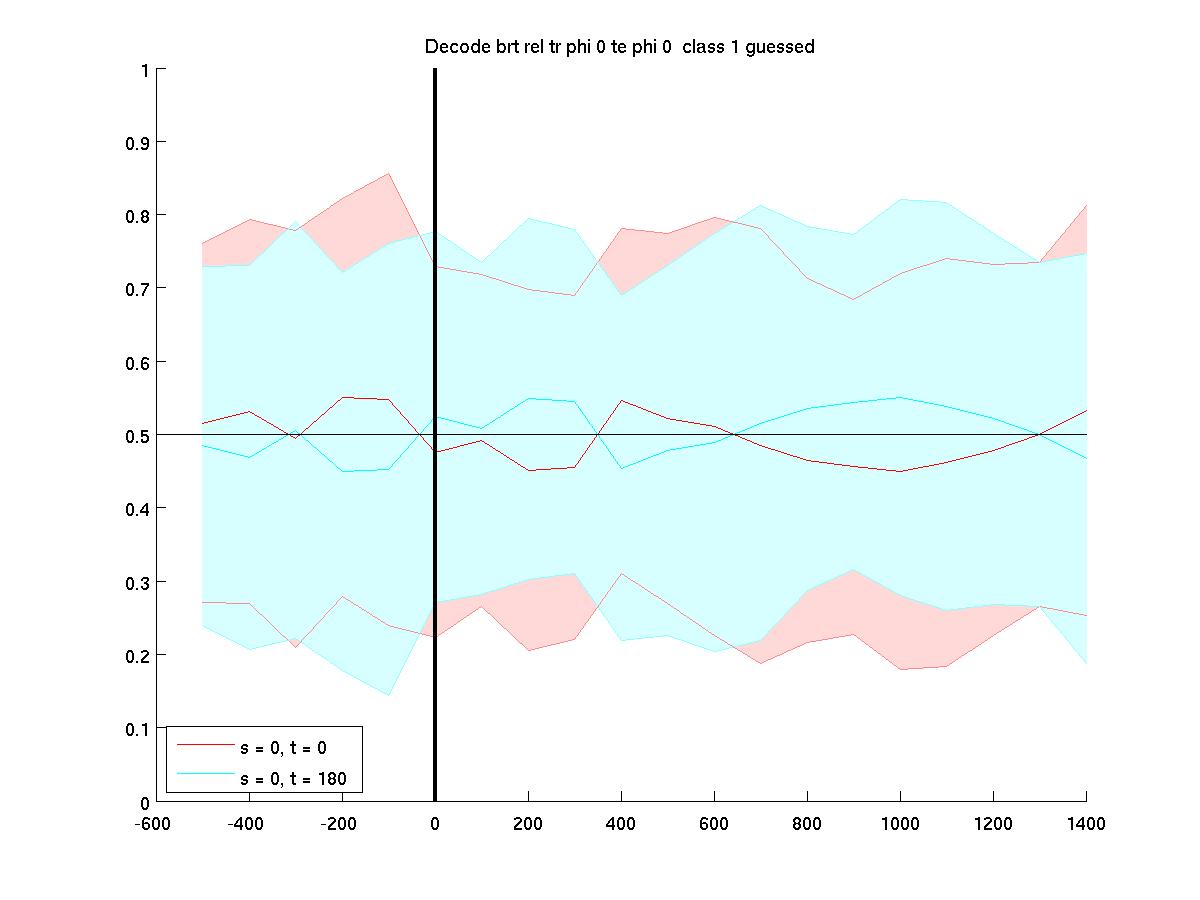 Decode brt rel tr phi 0 te phi 0  class 1 guessed
1
0.9
0.8
0.7
0.6
0.5
0.4
0.3
0.2
0.1
0
s = 0, t = 0
s = 0, t = 180
-600 -400 -200 0 200 400 600 800 1000 1200 1400